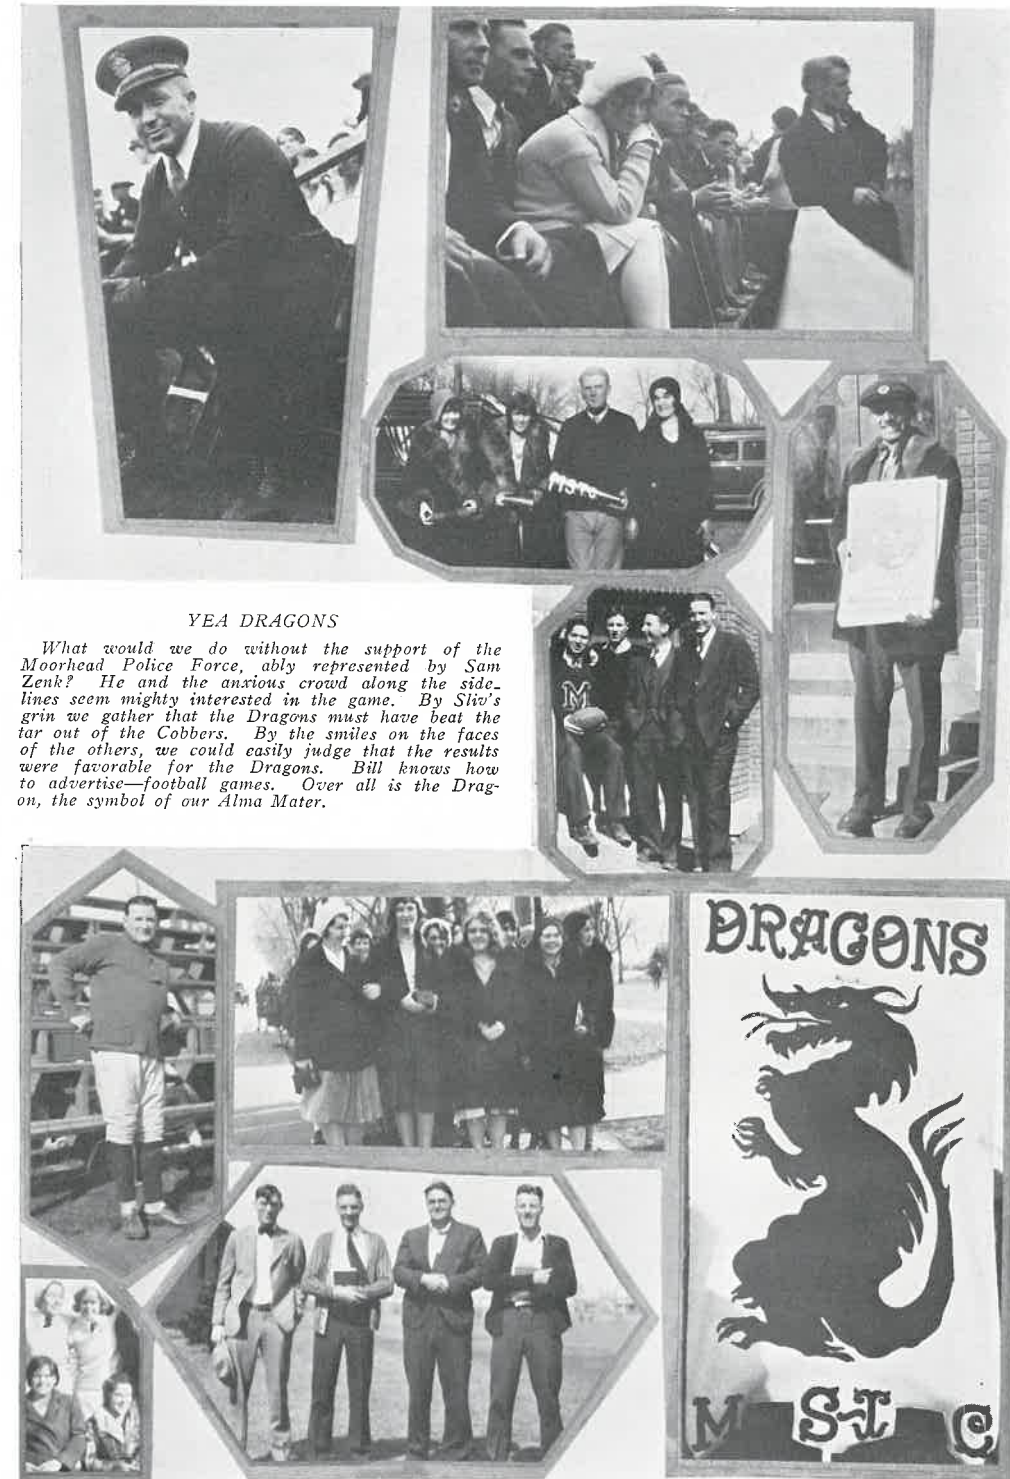 YEA DRAGONS
What would we do without the support of the
Moorhead Police Force, ably represented by Sam
Zenk? He and the anxious crowd along the side-
lines seem mighty interested in the game. By Sliv's
grin we gather that the Dragons must have beat the
tar out of the Cobbers. By the smiles on the faces
of the others, we could easily judge that the results
were favorable for the Dragons. Bill knows how
to advertise—football games. Over all is the Drag-
on, the symbol of our Alma Mater.
MSTC
M
DRAGONS
M S-T C